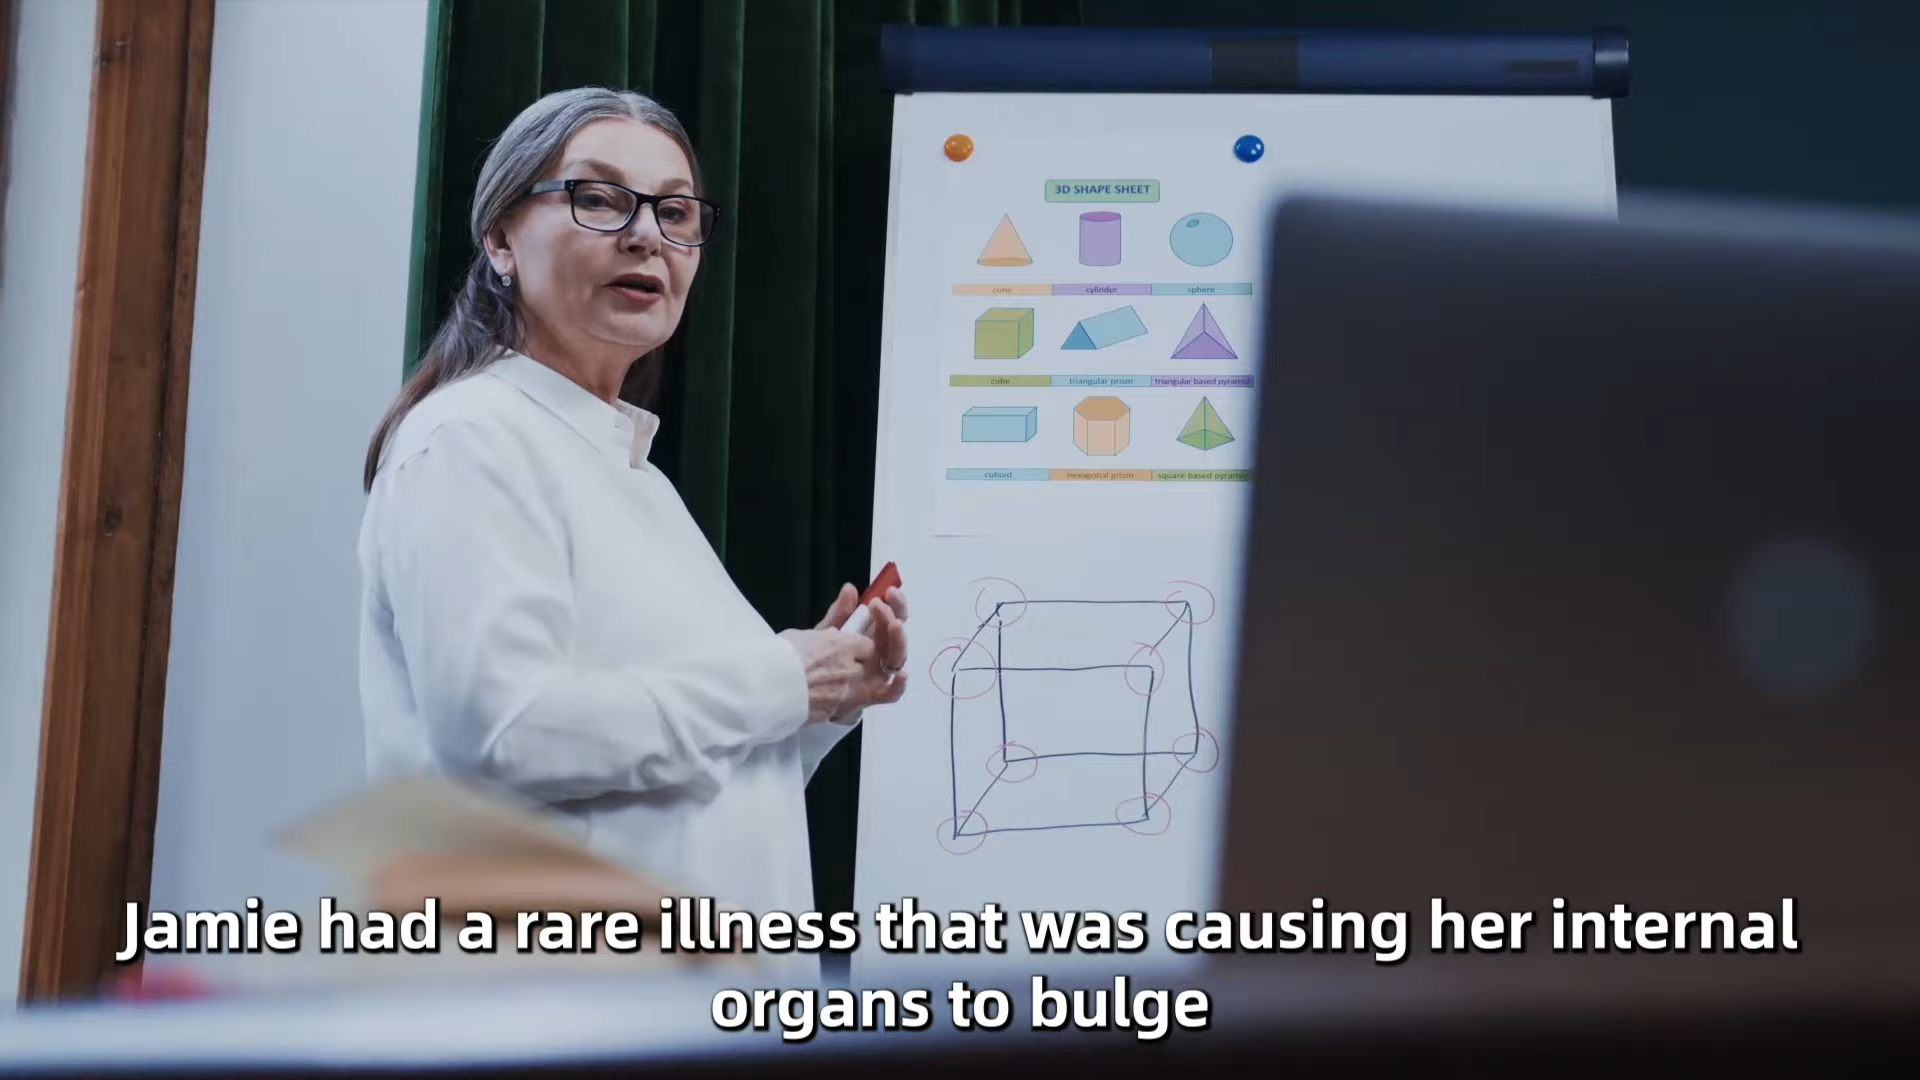 3D SHAPE SHEET
cone cylinder sphere
cube triangular prism triangular based pyramid
cuboid hexagonal prism square based pyramid
Jamie had a rare illness that was causing her internal
organs to bulge